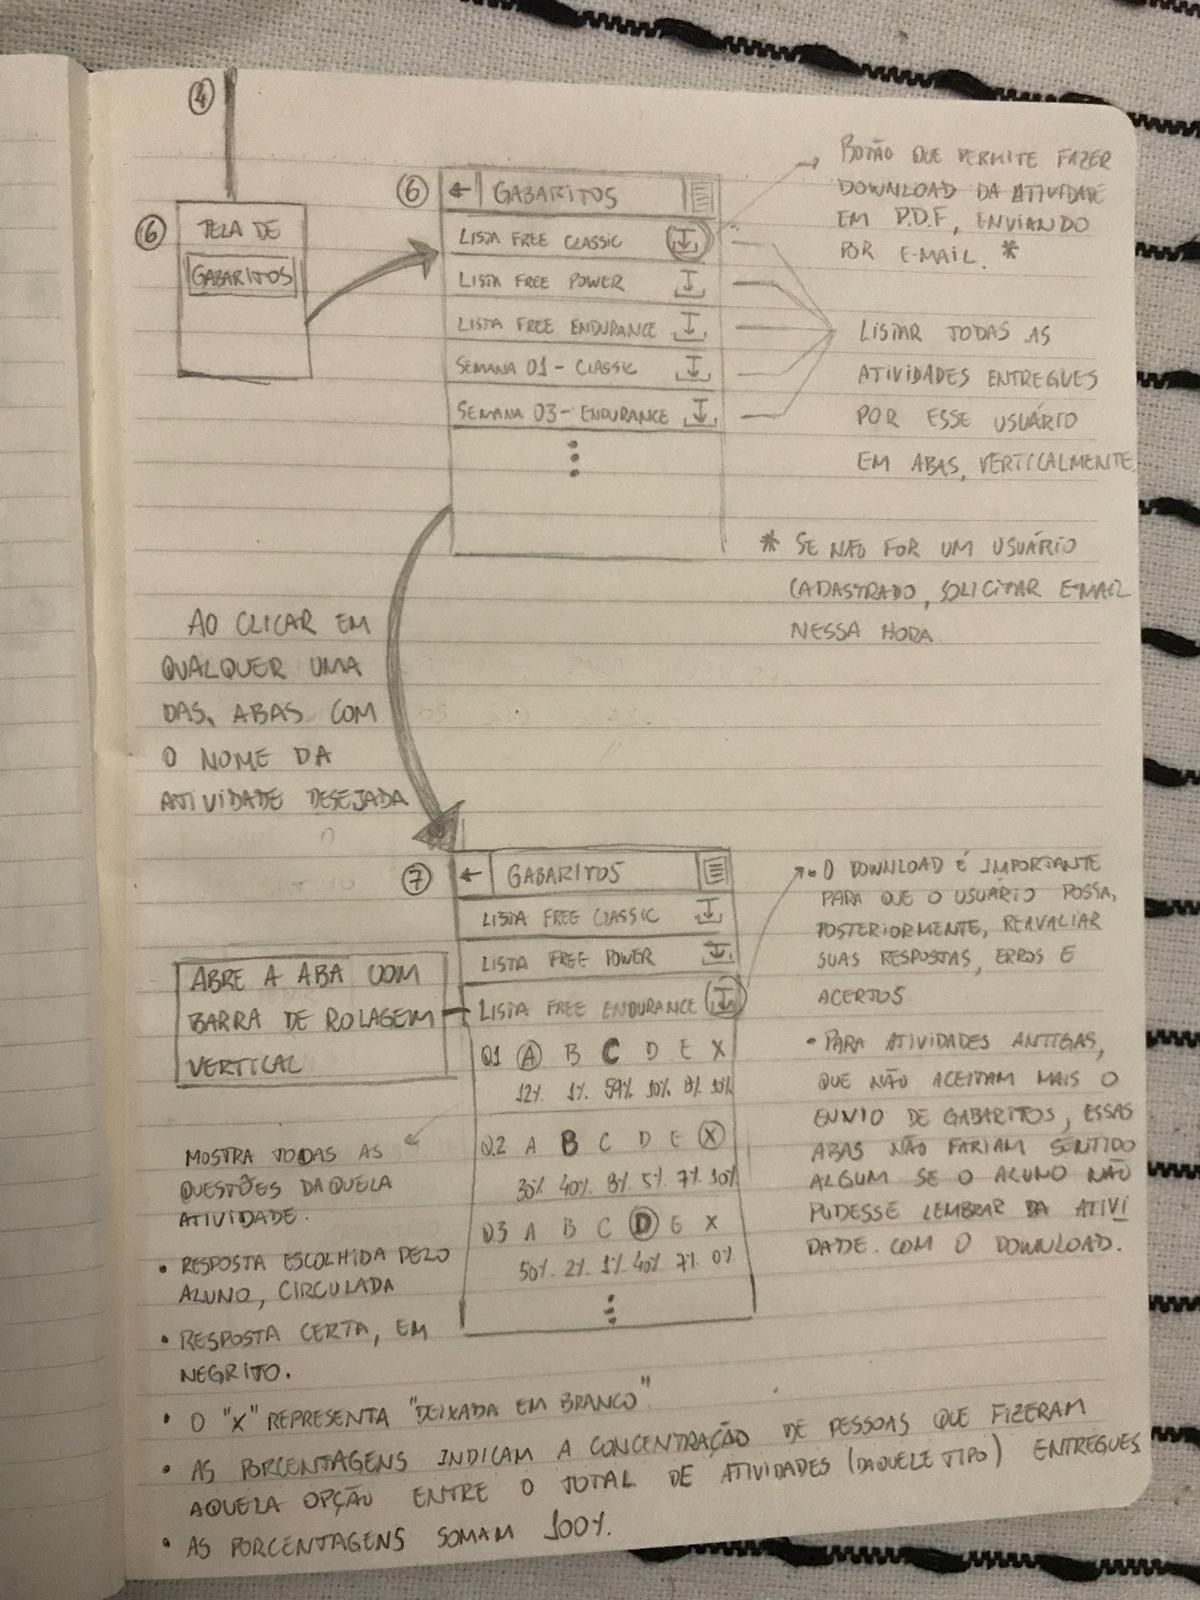 4
6
TELA DE
GABARITOS
6
← GABARITOS
LISTA FREE CLASSIC
LISTA FREE POWER
LISTA FREE ENDURANCE
SEMANA 01 - CLASSIC
SEMANA 03 - ENDURANCE
BOTÃO QUE PERMITE FAZER
DOWNLOAD DA ATIVIDADE
EM P.D.F, ENVIANDO
POR E-MAIL. *
LISTAR TODAS AS
ATIVIDADES ENTREGUES
POR ESSE USUÁRIO
EM ABAS, VERTICALMENTE.
* SE NÃO FOR UM USUÁRIO
CADASTRADO, SOLICITAR E-MAIL
NESSA HORA.
AO CLICAR EM
QUALQUER UMA
DAS ABAS COM
O NOME DA
ATIVIDADE DESEJADA
7
← GABARITOS
LISTA FREE CLASSIC
LISTA FREE POWER
LISTA FREE ENDURANCE
Q1 A B C D E X
12% 1% 59% 10% 8% 10%
Q.2 A B C D E X
30% 40% 8% 5% 7% 10%
Q.3 A B C D E X
50% 2% 1% 40% 7% 0%
ABRE A ABA COM
BARRA DE ROLAGEM
VERTICAL
• O DOWNLOAD É IMPORTANTE
PARA QUE O USUÁRIO POSSA,
POSTERIORMENTE, REAVALIAR
SUAS RESPOSTAS, ERROS E
ACERTOS.
• PARA ATIVIDADES ANTIGAS,
QUE NÃO ACEITAM MAIS O
ENVIO DE GABARITOS, ESSAS
ABAS NÃO FARIAM SENTIDO
ALGUM SE O ALUNO NÃO
PUDESSE LEMBRAR DA ATIVI
DADE. COM O DOWNLOAD.
MOSTRA TODAS AS
QUESTÕES DAQUELA
ATIVIDADE.
• RESPOSTA ESCOLHIDA PELO
ALUNO, CIRCULADA
• RESPOSTA CERTA, EM
NEGRITO.
• O "X" REPRESENTA "DEIXADA EM BRANCO".
• AS PORCENTAGENS INDICAM A CONCENTRAÇÃO DE PESSOAS QUE FIZERAM
AQUELA OPÇÃO ENTRE O TOTAL DE ATIVIDADES (DAQUELE TIPO) ENTREGUES
• AS PORCENTAGENS SOMAM 100%.